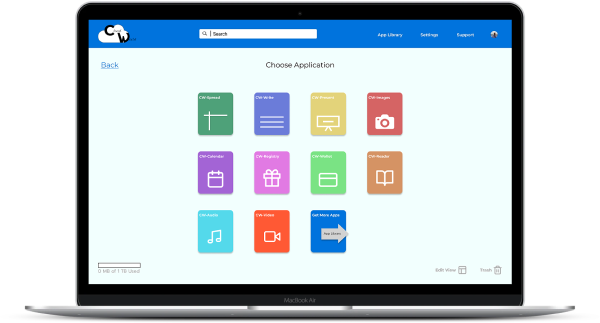 C W
Search
App Library Settings Support
Back
Choose Application
CW-Spread CW-Write CW-Present CW-Images
CW-Calendar CW-Registry CW-Wallet CW-Reader
CW-Audio CW-Video Get More Apps
App Library
0 MB of 1 TB Used
Edit View Trash
MacBook Air